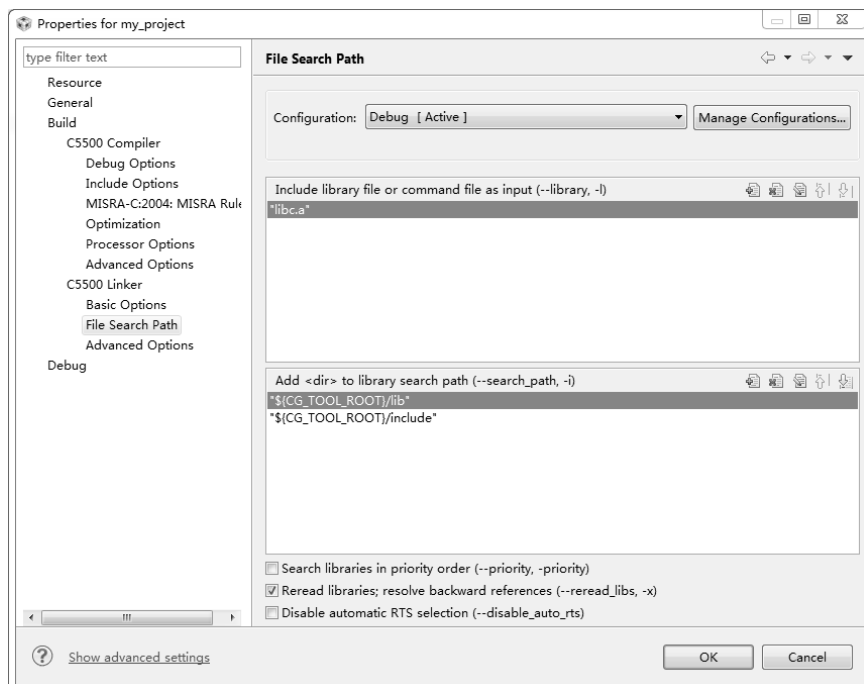 Properties for my_project
type filter text
Resource
General
Build
C5500 Compiler
Debug Options
Include Options
MISRA-C:2004: MISRA Rule
Optimization
Processor Options
Advanced Options
C5500 Linker
Basic Options
File Search Path
Advanced Options
Debug
File Search Path
Configuration: Debug [ Active ] Manage Configurations...
Include library file or command file as input (--library, -l)
"libc.a"
Add <dir> to library search path (--search_path, -i)
"${CG_TOOL_ROOT}/lib"
"${CG_TOOL_ROOT}/include"
Search libraries in priority order (--priority, -priority)
Reread libraries; resolve backward references (--reread_libs, -x)
Disable automatic RTS selection (--disable_auto_rts)
Show advanced settings
OK Cancel